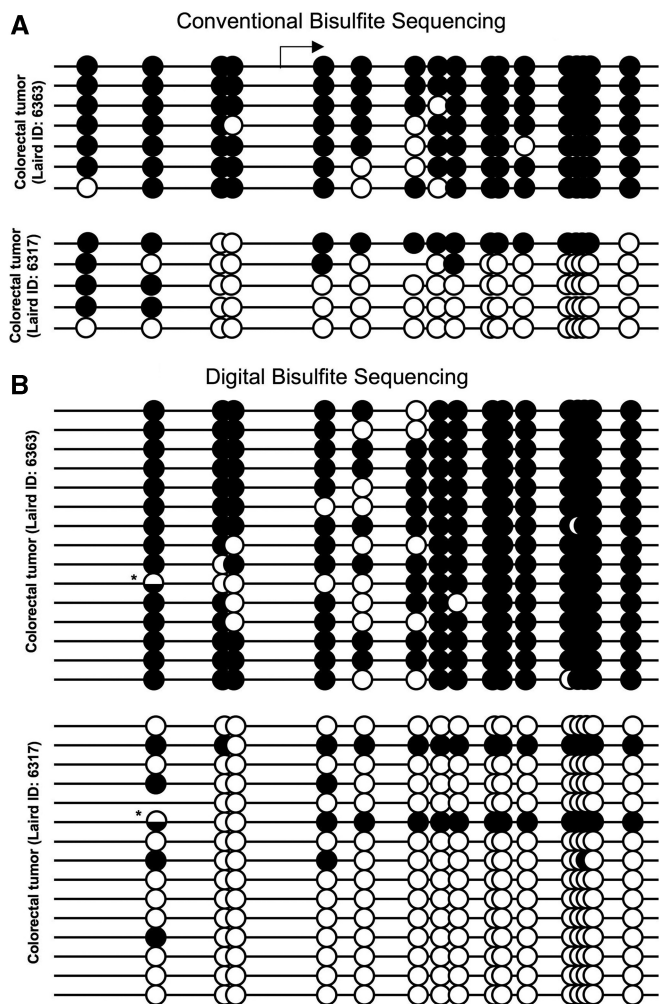 A
Conventional Bisulfite Sequencing
Colorectal tumor
(Laird ID: 6363)
Colorectal tumor
(Laird ID: 6317)
B
Digital Bisulfite Sequencing
Colorectal tumor (Laird ID: 6363)
*
Colorectal tumor (Laird ID: 6317)
*